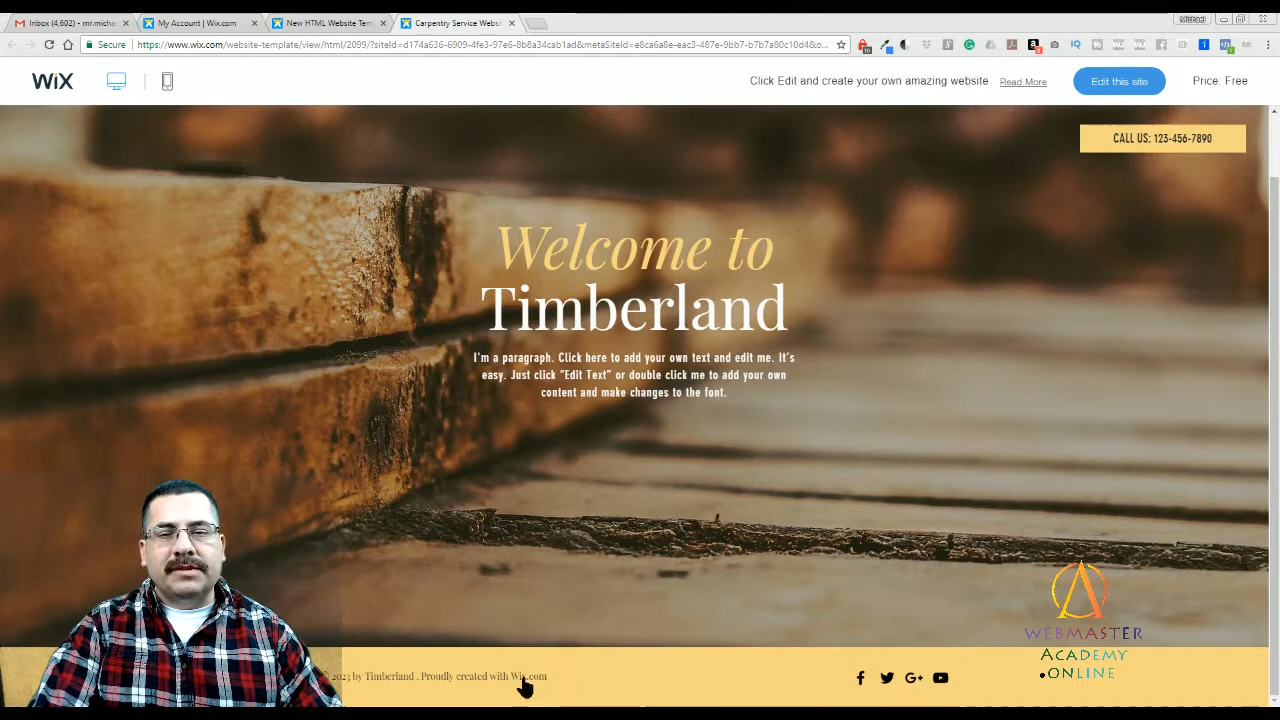 Inbox (4,602) - mr.micha
My Account | Wix.com
New HTML Website Tem
Carpentry Service Websi
Michael
Secure
https://www.wix.com/website-template/view/html/2099/?siteId=d174a636-6909-4fe3-97e6-8b8a34cab1ad&metaSiteId=e8ca6a8e-eac3-487e-9bb7-b7b7a80c10d4&o...
WiX
Click Edit and create your own amazing website
Read More
Edit this site
Price: Free
CALL US: 123-456-7890
Welcome to
Timberland
I'm a paragraph. Click here to add your own text and edit me. It's
easy. Just click "Edit Text" or double click me to add your own
content and make changes to the font.
WEBMASTER
ACADEMY
.ONLINE
© 2023 by Timberland . Proudly created with Wix.com